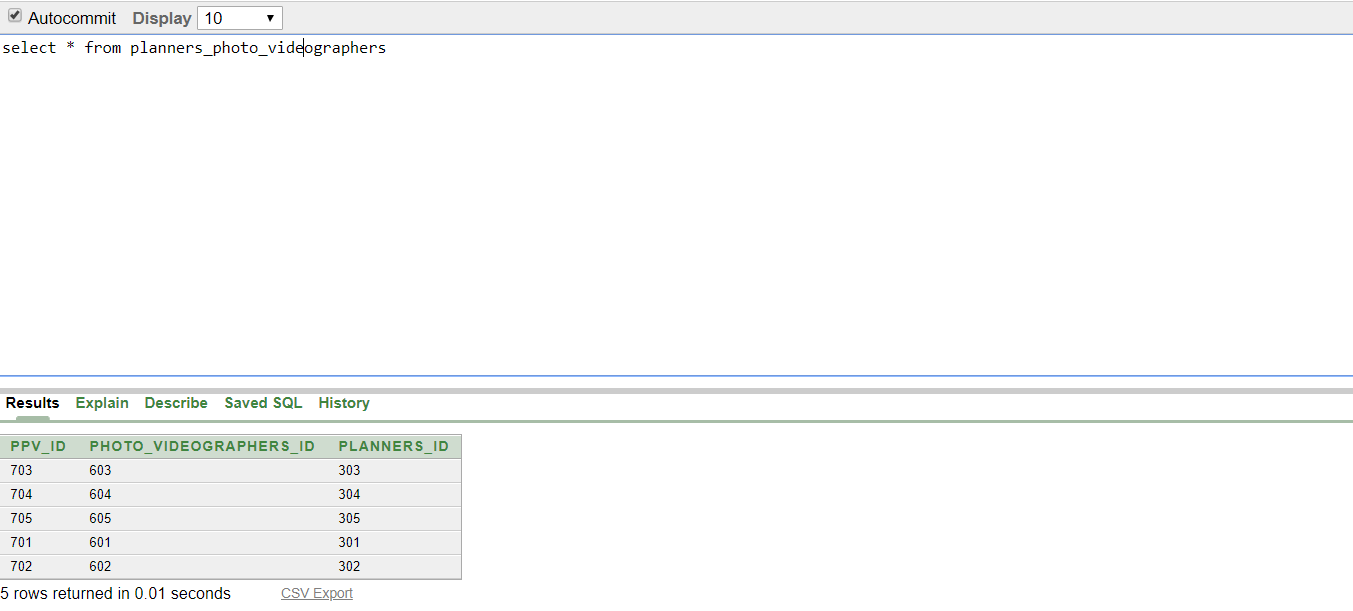 Autocommit Display 10
select * from planners_photo_videographers
Results Explain Describe Saved SQL History
PPV_ID PHOTO_VIDEOGRAPHERS_ID PLANNERS_ID
703 603 303
704 604 304
705 605 305
701 601 301
702 602 302
5 rows returned in 0.01 seconds CSV Export